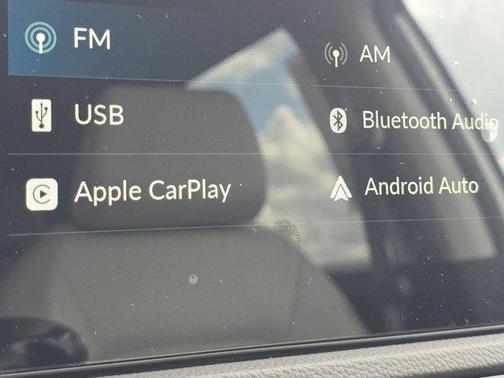 FM
AM
USB
Bluetooth Audio
Apple CarPlay
Android Auto